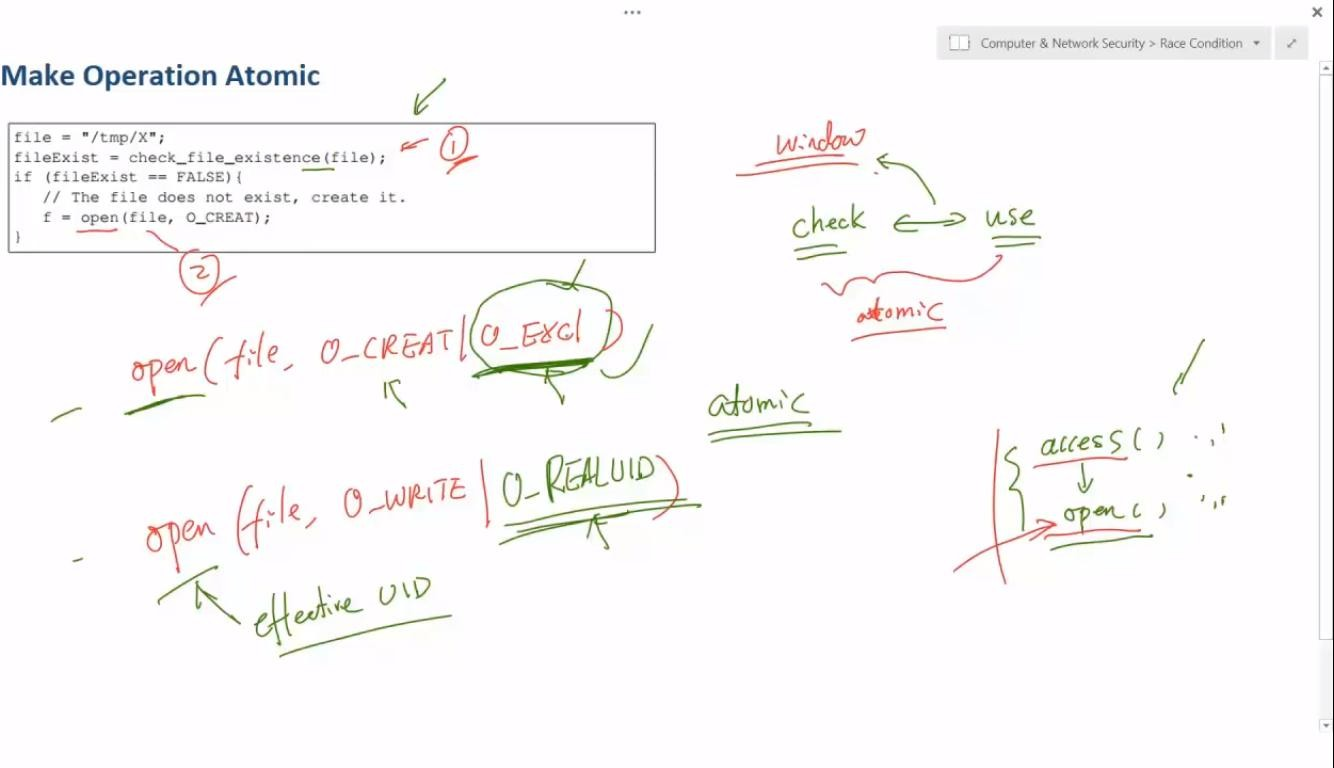 Computer & Network Security > Race Condition
Make Operation Atomic
file = "/tmp/X";
fileExist = check_file_existence(file);
if (fileExist == FALSE){
// The file does not exist, create it.
f = open(file, O_CREAT);
}
1
2
window
check
use
atomic
open(file, O_CREAT|O_EXCl)
atomic
access()
open()
open(file, O_WRITE|O_REALUID)
effective UID